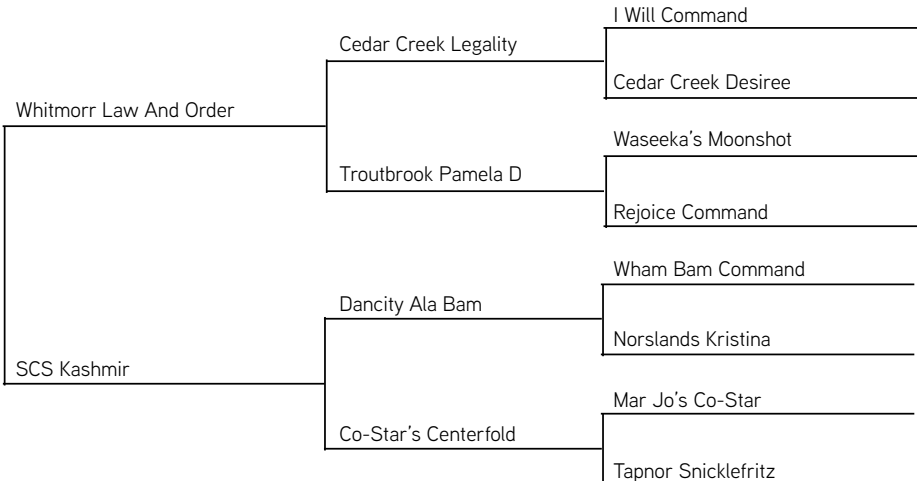 I Will Command
Cedar Creek Legality
Cedar Creek Desiree
Whitmorr Law And Order
Waseeka's Moonshot
Troutbrook Pamela D
Rejoice Command
Wham Bam Command
Dancity Ala Bam
Norslands Kristina
SCS Kashmir
Mar Jo's Co-Star
Co-Star's Centerfold
Tapnor Snicklefritz